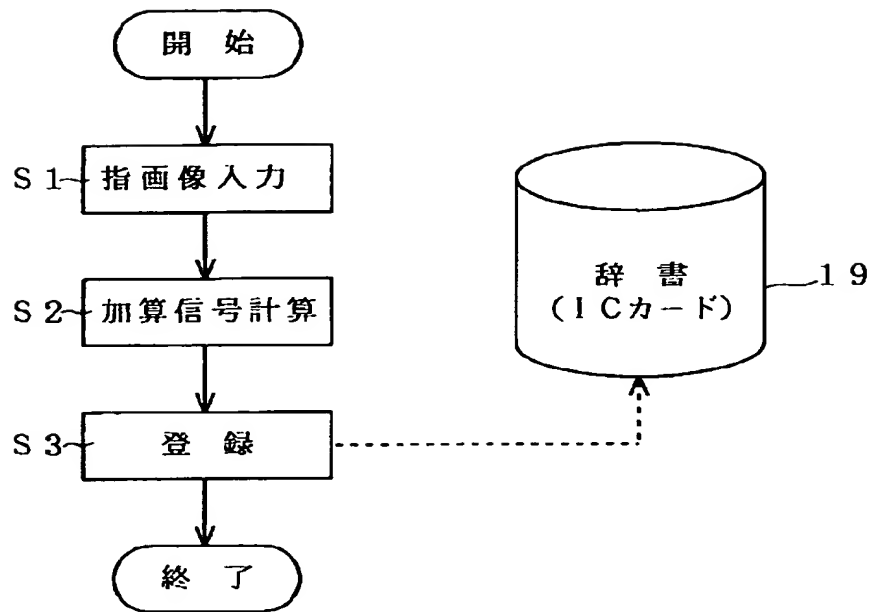 開始
S1 指画像入力
S2 加算信号計算
S3 登録
終了
辞書
(ICカード)
19